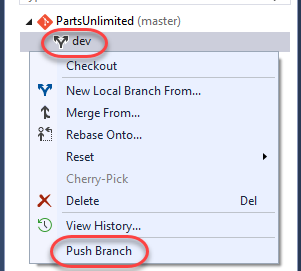 PartsUnlimited (master)
dev
Checkout
New Local Branch From...
Merge From...
Rebase Onto...
Reset
Cherry-Pick
Delete Del
View History...
Push Branch